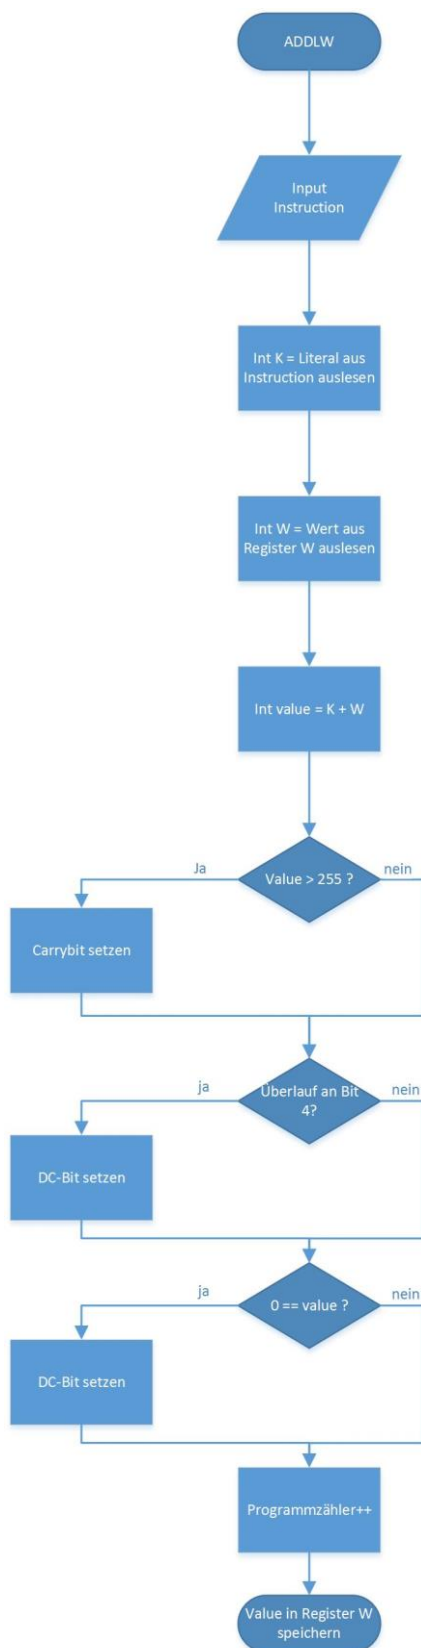 ADDLW
Input
Instruction
Int K = Literal aus
Instruction auslesen
Int W = Wert aus
Register W auslesen
Int value = K + W
Ja
Value > 255 ?
nein
Carrybit setzen
ja
Überlauf an Bit
4?
nein
DC-Bit setzen
ja
0 == value ?
nein
DC-Bit setzen
Programmzähler++
Value in Register W
speichern